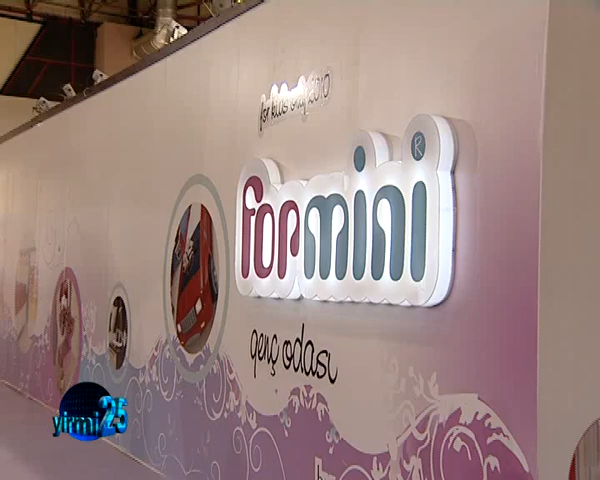 for kids only 2010
formini
R
genç odası
yirmi25